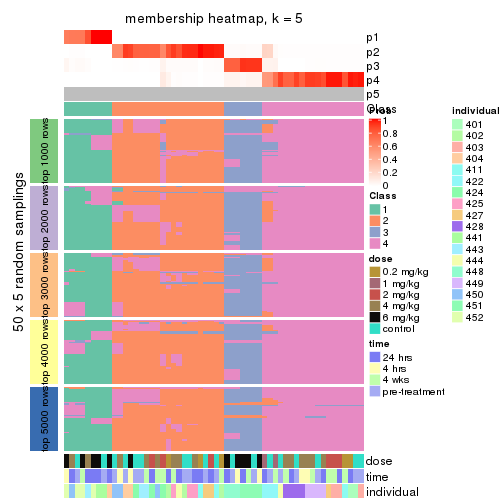 membership heatmap, k = 5
p1
p2
p3
p4
p5
Class
50 x 5 random samplings
top 1000 rows
top 2000 rows
top 3000 rows
top 4000 rows
top 5000 rows
dose
time
individual
1
0.8
0.6
0.4
0.2
0
Class
1
2
3
4
dose
0.2 mg/kg
1 mg/kg
2 mg/kg
4 mg/kg
6 mg/kg
control
time
24 hrs
4 hrs
4 wks
pre-treatment
individual
401
402
403
404
411
422
424
425
427
428
441
443
444
448
449
450
451
452